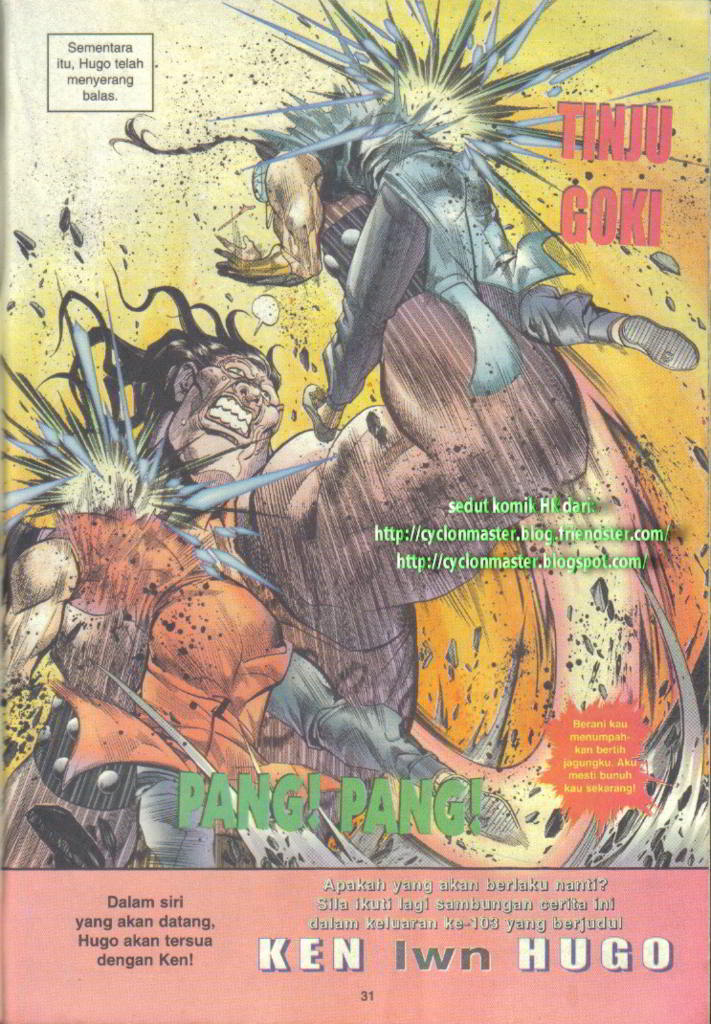 Sementara
itu, Hugo telah
menyerang
balas.
TINJU
GOKI
sedut komik HK dari:
http://cyclonmaster.blog.friendster.com/
http://cyclonmaster.blogspot.com/
Berani kau
menumpah-
kan bertih
jagungku. Aku
mesti bunuh
kau sekarang!
PANG! PANG!
Dalam siri
yang akan datang,
Hugo akan tersua
dengan Ken!
Apakah yang akan berlaku nanti?
Sila ikuti lagi sambungan cerita ini
dalam keluaran ke-103 yang berjudul
KEN lwn HUGO
31